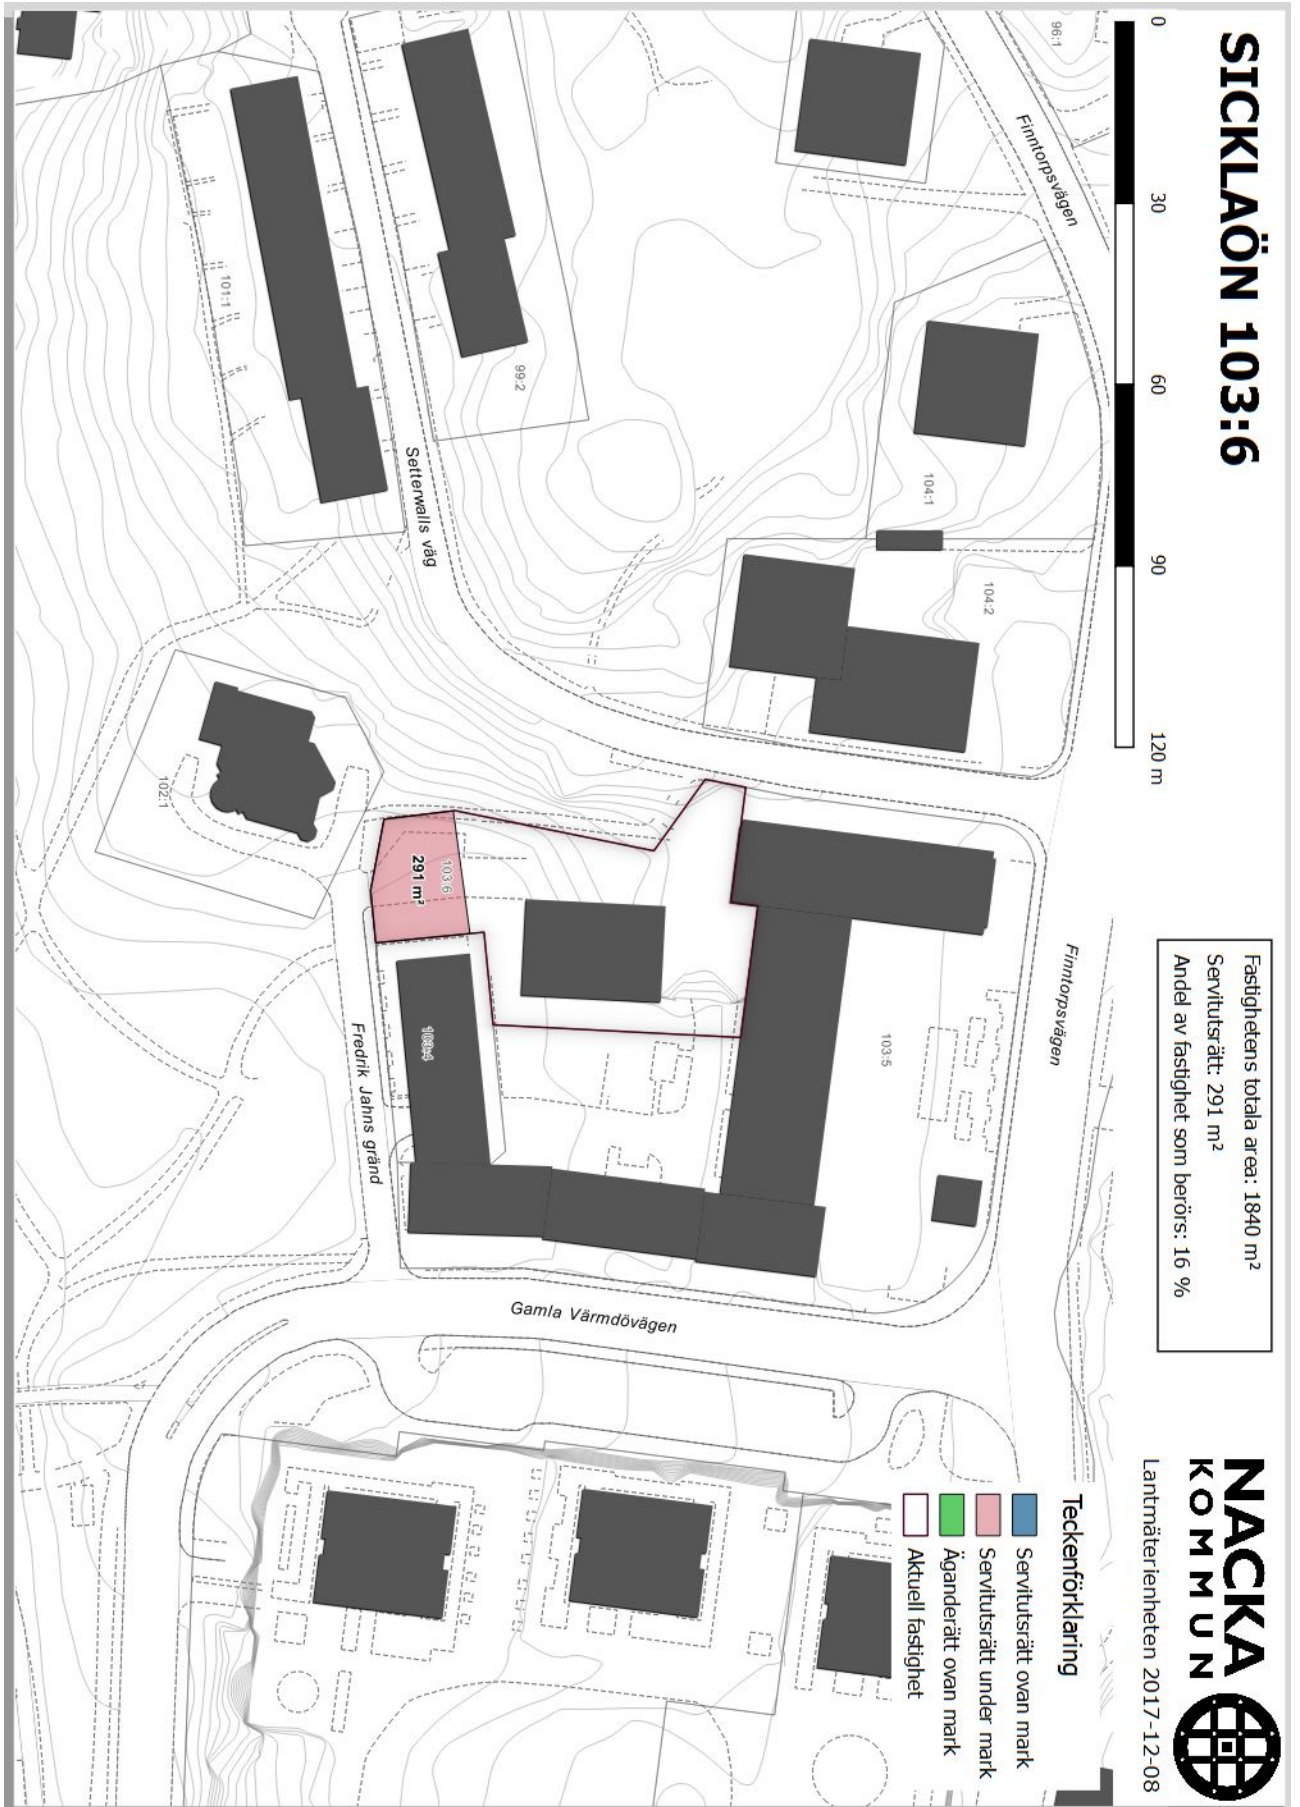 SICKLAÖN 103:6
Fastighetens totala area: 1840 m²
Servitutsrätt: 291 m²
Andel av fastighet som berörs: 16 %
NACKA
KOMMUN
Lantmäterienheten 2017-12-08
0 30 60 90 120 m
Teckenförklaring
Servitutsrätt ovan mark
Servitutsrätt under mark
Äganderätt ovan mark
Aktuell fastighet
96:1
Finntorpsvägen
104:1
104:2
Finntorpsvägen
103:5
99:2
Setterwalls väg
101:1
103:6
291 m²
103:4
102:1
Fredrik Jahns gränd
Gamla Värmdövägen